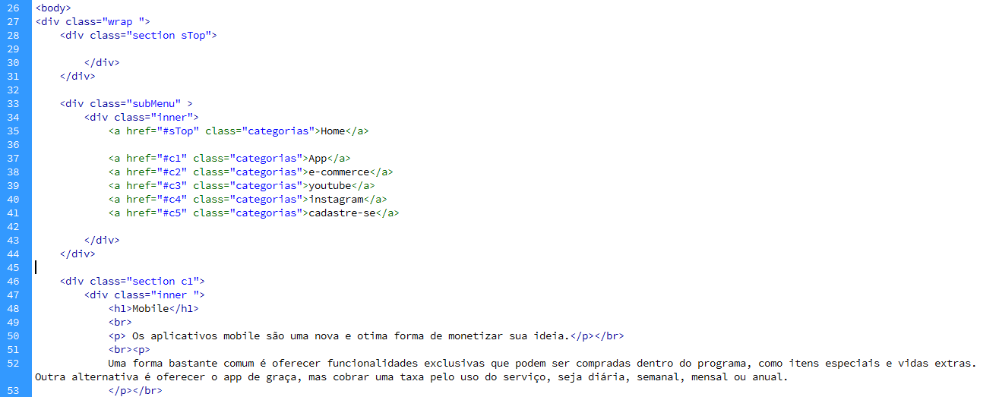 26 <body>
27 <div class="wrap ">
28 <div class="section sTop">
29
30 </div>
31 </div>
32
33 <div class="subMenu" >
34 <div class="inner">
35 <a href="#sTop" class="categorias">Home</a>
36
37 <a href="#c1" class="categorias">App</a>
38 <a href="#c2" class="categorias">e-commerce</a>
39 <a href="#c3" class="categorias">youtube</a>
40 <a href="#c4" class="categorias">instagram</a>
41 <a href="#c5" class="categorias">cadastre-se</a>
42
43 </div>
44 </div>
45
46 <div class="section c1">
47 <div class="inner ">
48 <h1>Mobile</h1>
49 <br>
50 <p> Os aplicativos mobile são uma nova e otima forma de monetizar sua ideia.</p></br>
51 <br><p>
52 Uma forma bastante comum é oferecer funcionalidades exclusivas que podem ser compradas dentro do programa, como itens especiais e vidas extras.
Outra alternativa é oferecer o app de graça, mas cobrar uma taxa pelo uso do serviço, seja diária, semanal, mensal ou anual.
53 </p></br>